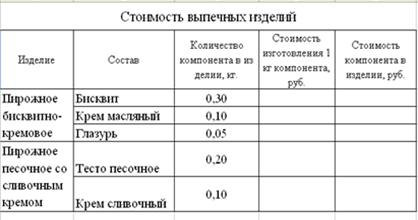 Стоимость выпечных изделий
Изделие
Состав
Количество
компонента в из
делии, кг.
Стоимость
изготовления 1
кг компонента,
руб.
Стоимость
компонента в
изделии, руб.
Пирожное
бисквитно-
кремовое
Бисквит
0,30
Крем масляный
0,10
Глазурь
0,05
Пирожное
песочное со
сливочным
кремом
Тесто песочное
0,20
Крем сливочный
0,10